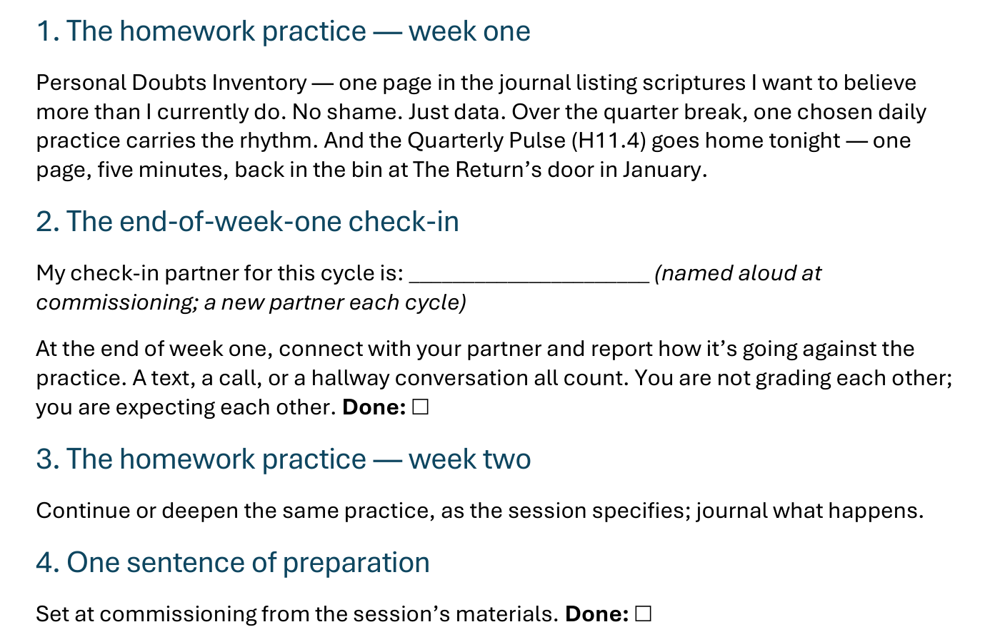 1. The homework practice — week one
Personal Doubts Inventory — one page in the journal listing scriptures I want to believe
more than I currently do. No shame. Just data. Over the quarter break, one chosen daily
practice carries the rhythm. And the Quarterly Pulse (H11.4) goes home tonight — one
page, five minutes, back in the bin at The Return’s door in January.
2. The end-of-week-one check-in
My check-in partner for this cycle is: ______________________ (named aloud at
commissioning; a new partner each cycle)
At the end of week one, connect with your partner and report how it’s going against the
practice. A text, a call, or a hallway conversation all count. You are not grading each other;
you are expecting each other. Done: ☐
3. The homework practice — week two
Continue or deepen the same practice, as the session specifies; journal what happens.
4. One sentence of preparation
Set at commissioning from the session’s materials. Done: ☐